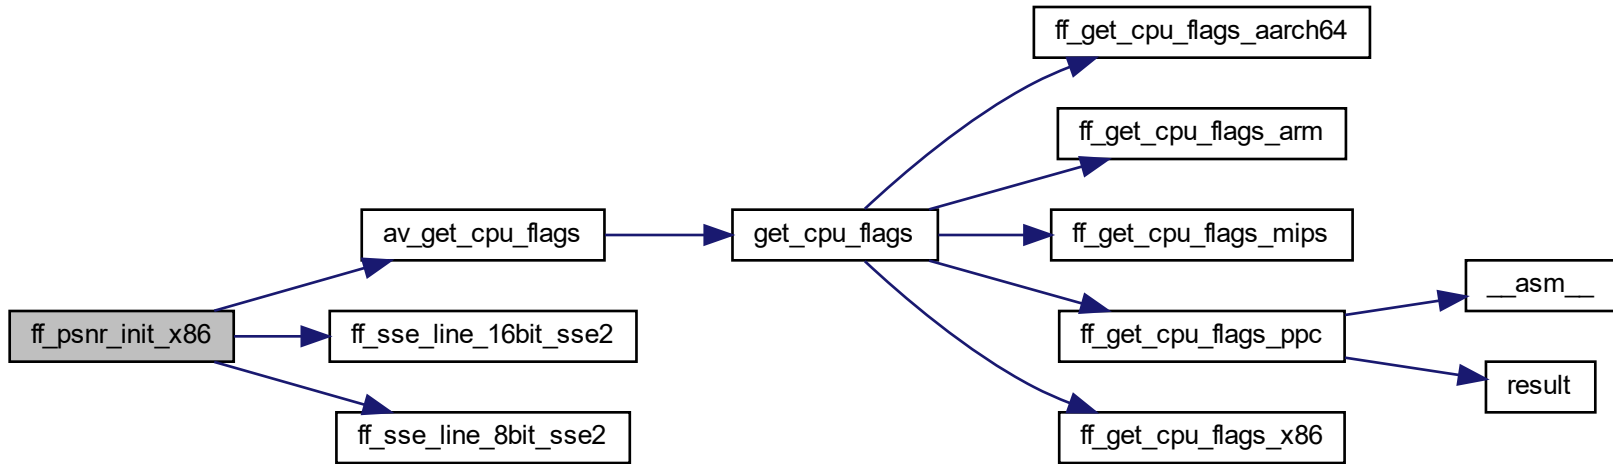 ff_get_cpu_flags_aarch64
ff_get_cpu_flags_arm
av_get_cpu_flags
get_cpu_flags
ff_get_cpu_flags_mips
__asm__
ff_psnr_init_x86
ff_sse_line_16bit_sse2
ff_get_cpu_flags_ppc
result
ff_sse_line_8bit_sse2
ff_get_cpu_flags_x86